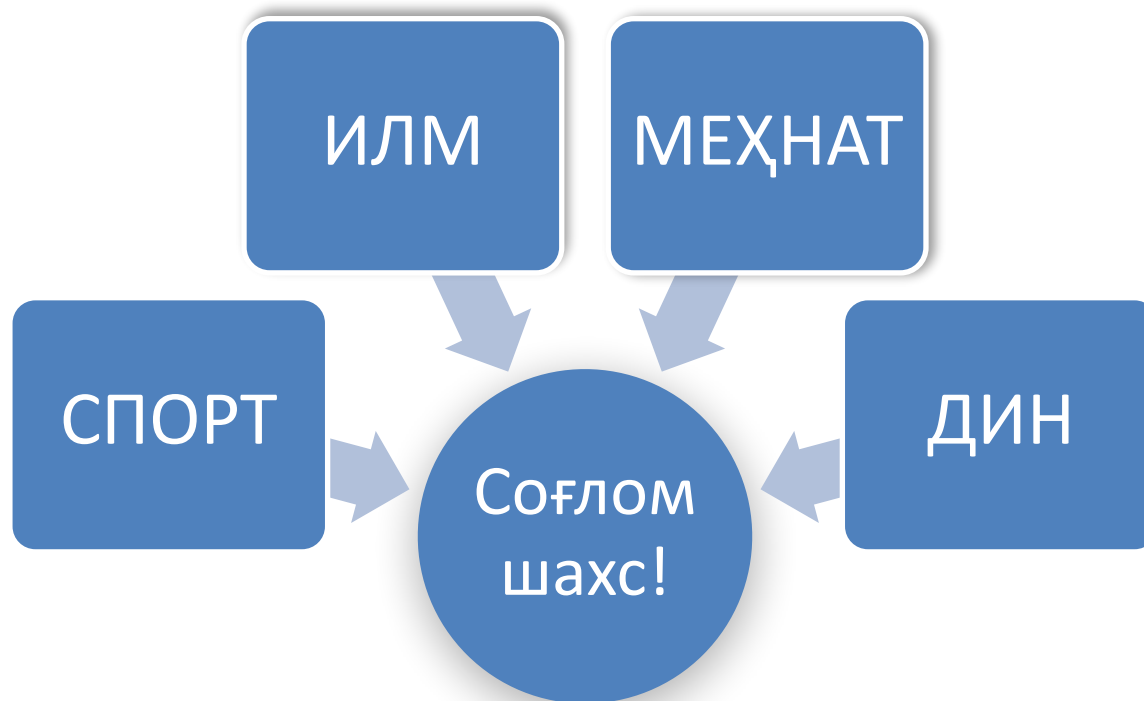 ИЛМ
МЕҲНАТ
СПОРТ
ДИН
Соғлом
шахс!